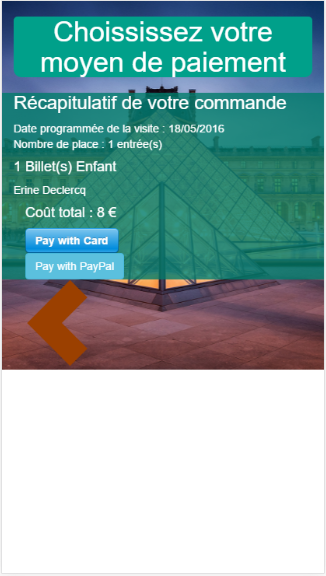 Choississez votre
moyen de paiement
Récapitulatif de votre commande
Date programmée de la visite : 18/05/2016
Nombre de place : 1 entrée(s)
1 Billet(s) Enfant
Erine Declercq
Coût total : 8 €
Pay with Card
Pay with PayPal